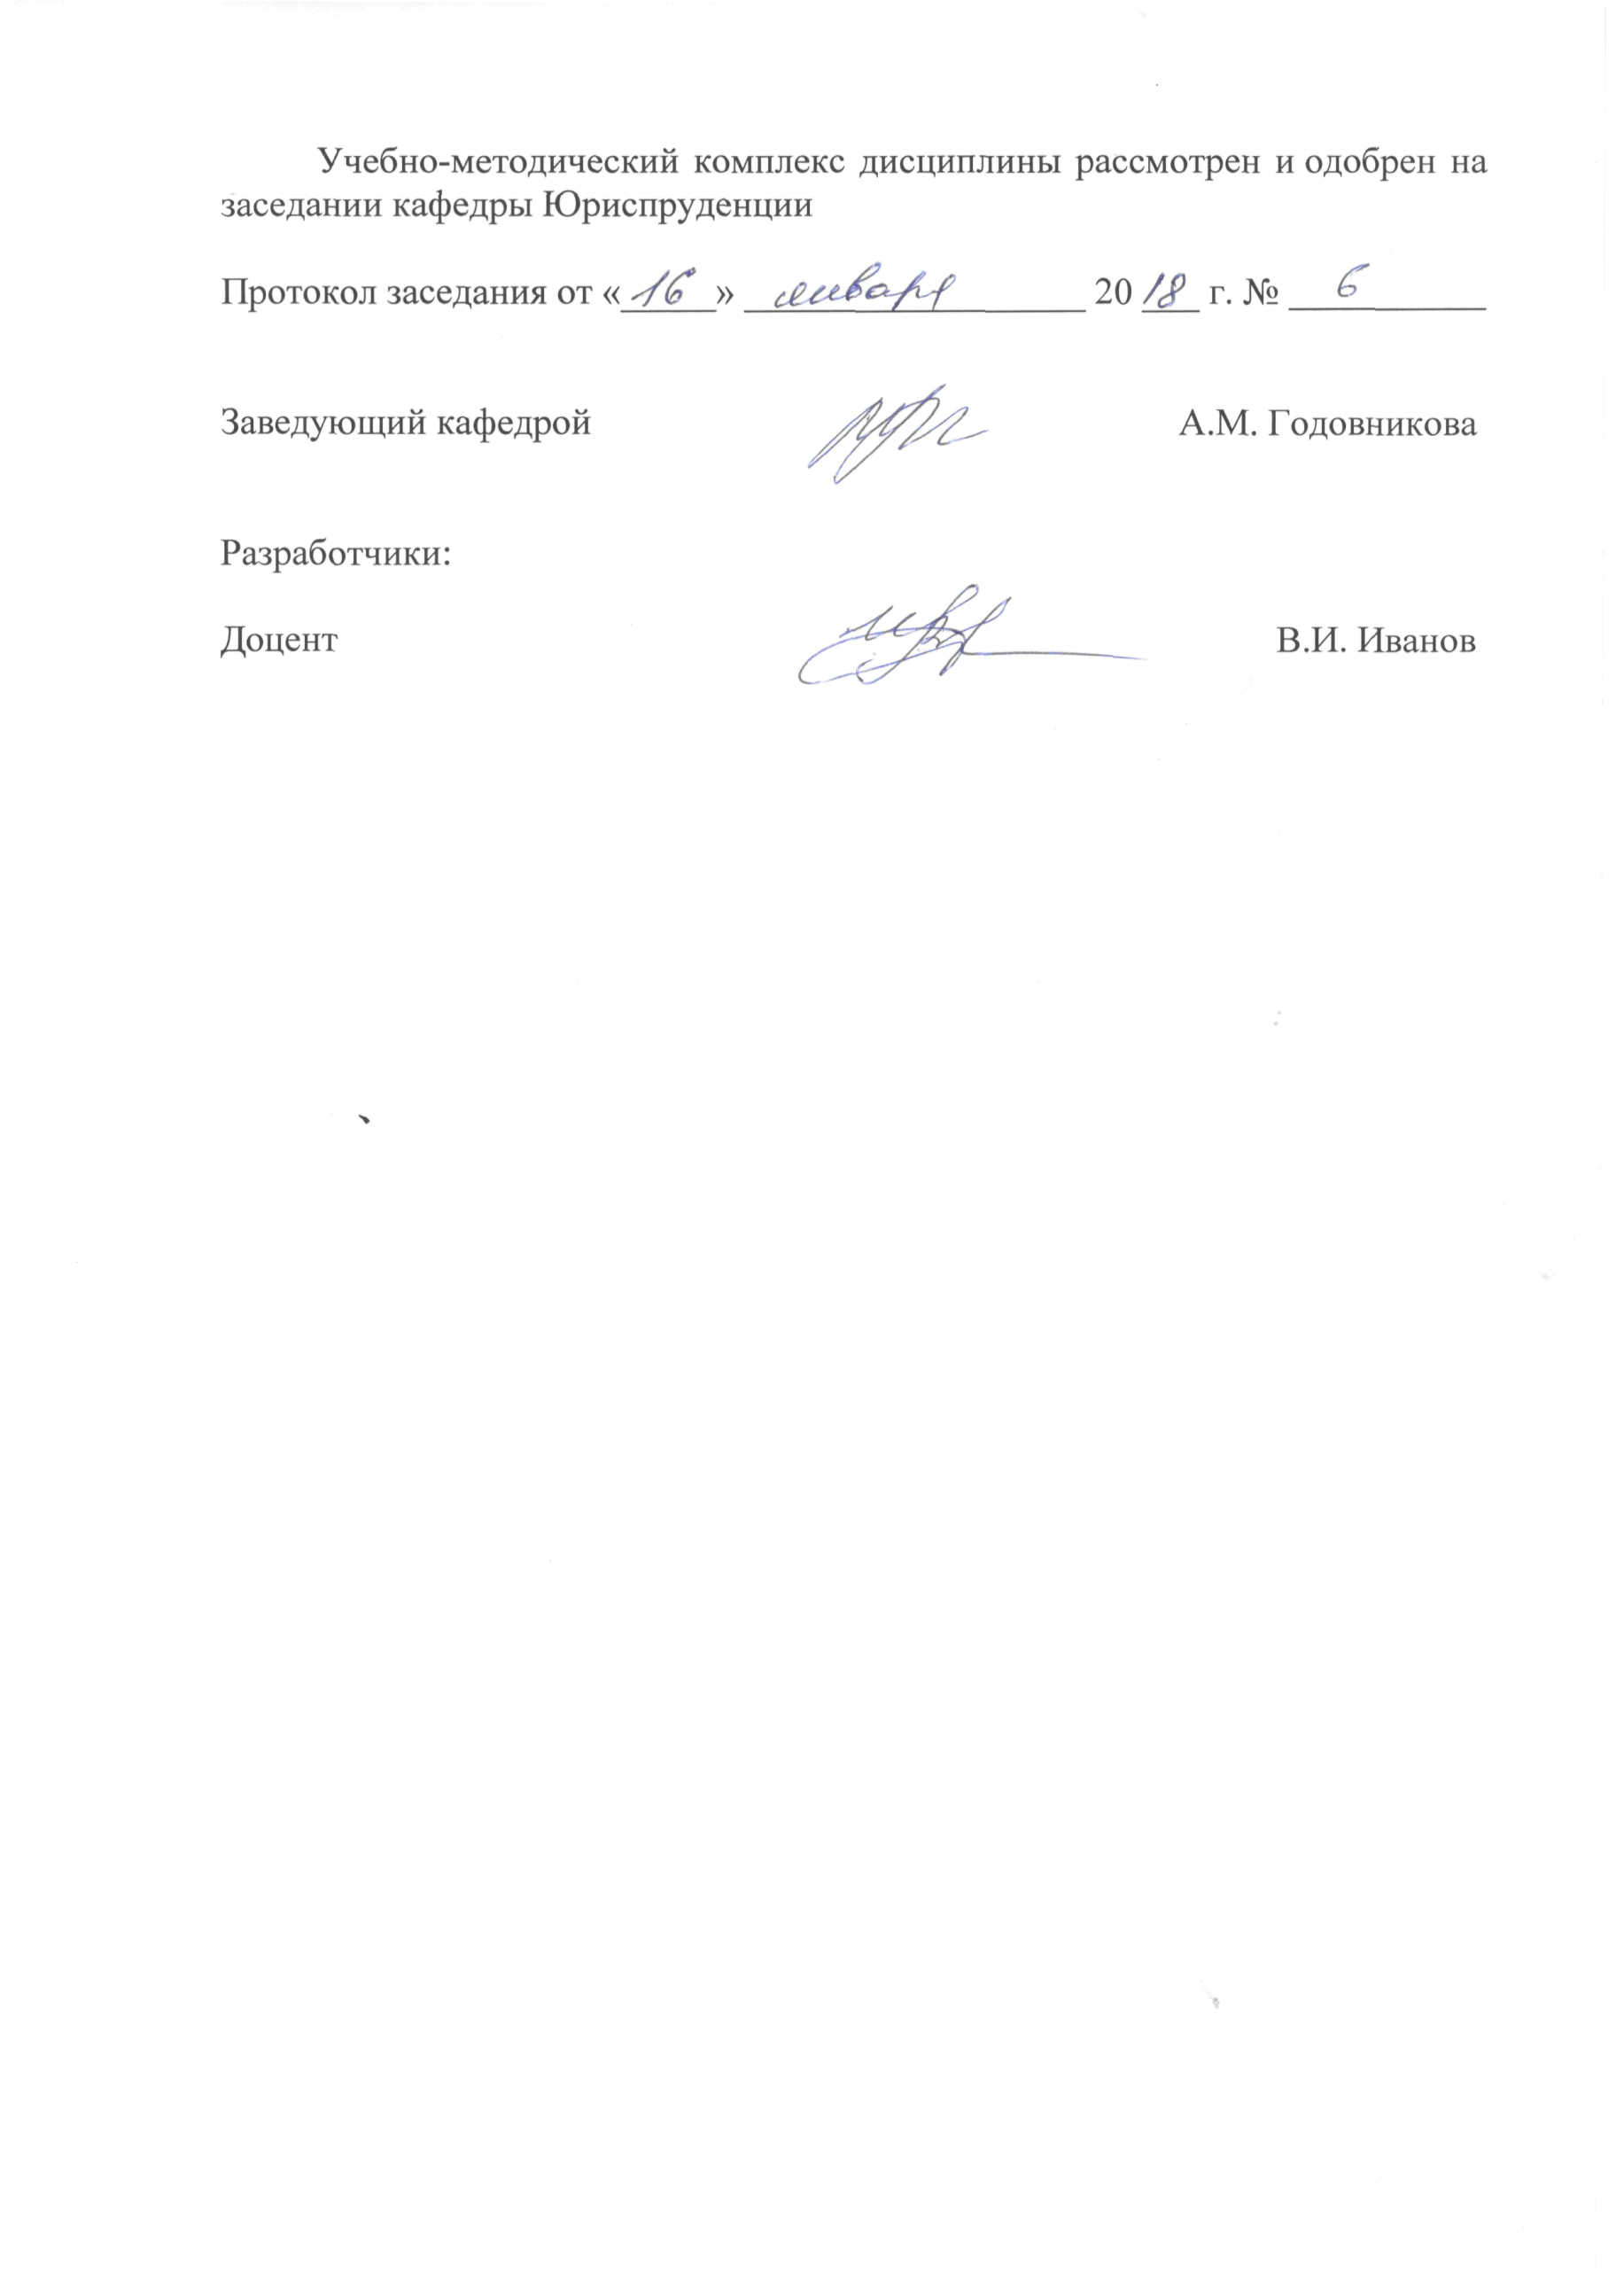 Учебно-методический комплекс дисциплины рассмотрен и одобрен на
заседании кафедры Юриспруденции
Протокол заседания от «16» января 2018 г. № 6
Заведующий кафедрой А.М. Годовникова
Разработчики:
Доцент В.И. Иванов